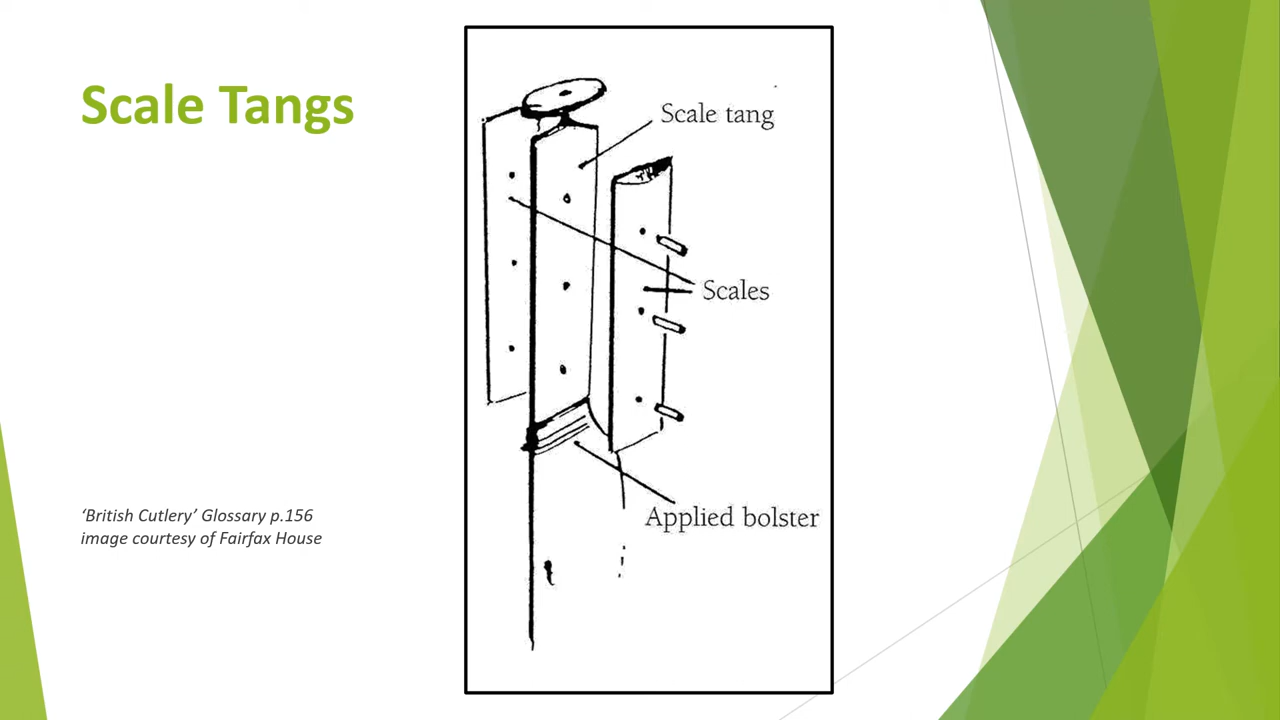 Scale Tangs
Scale tang
Scales
Applied bolster
‘British Cutlery’ Glossary p.156
image courtesy of Fairfax House